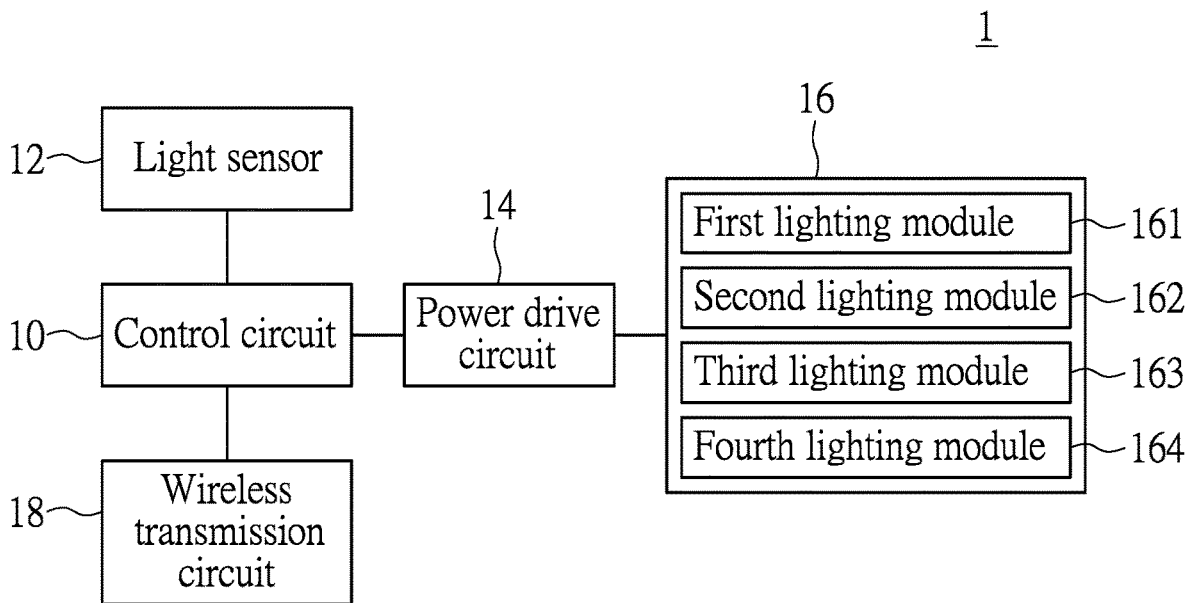 1
16
12
Light sensor
14
First lighting module
161
Second lighting module
162
10
Control circuit
Power drive
circuit
Third lighting module
163
Fourth lighting module
164
18
Wireless
transmission
circuit